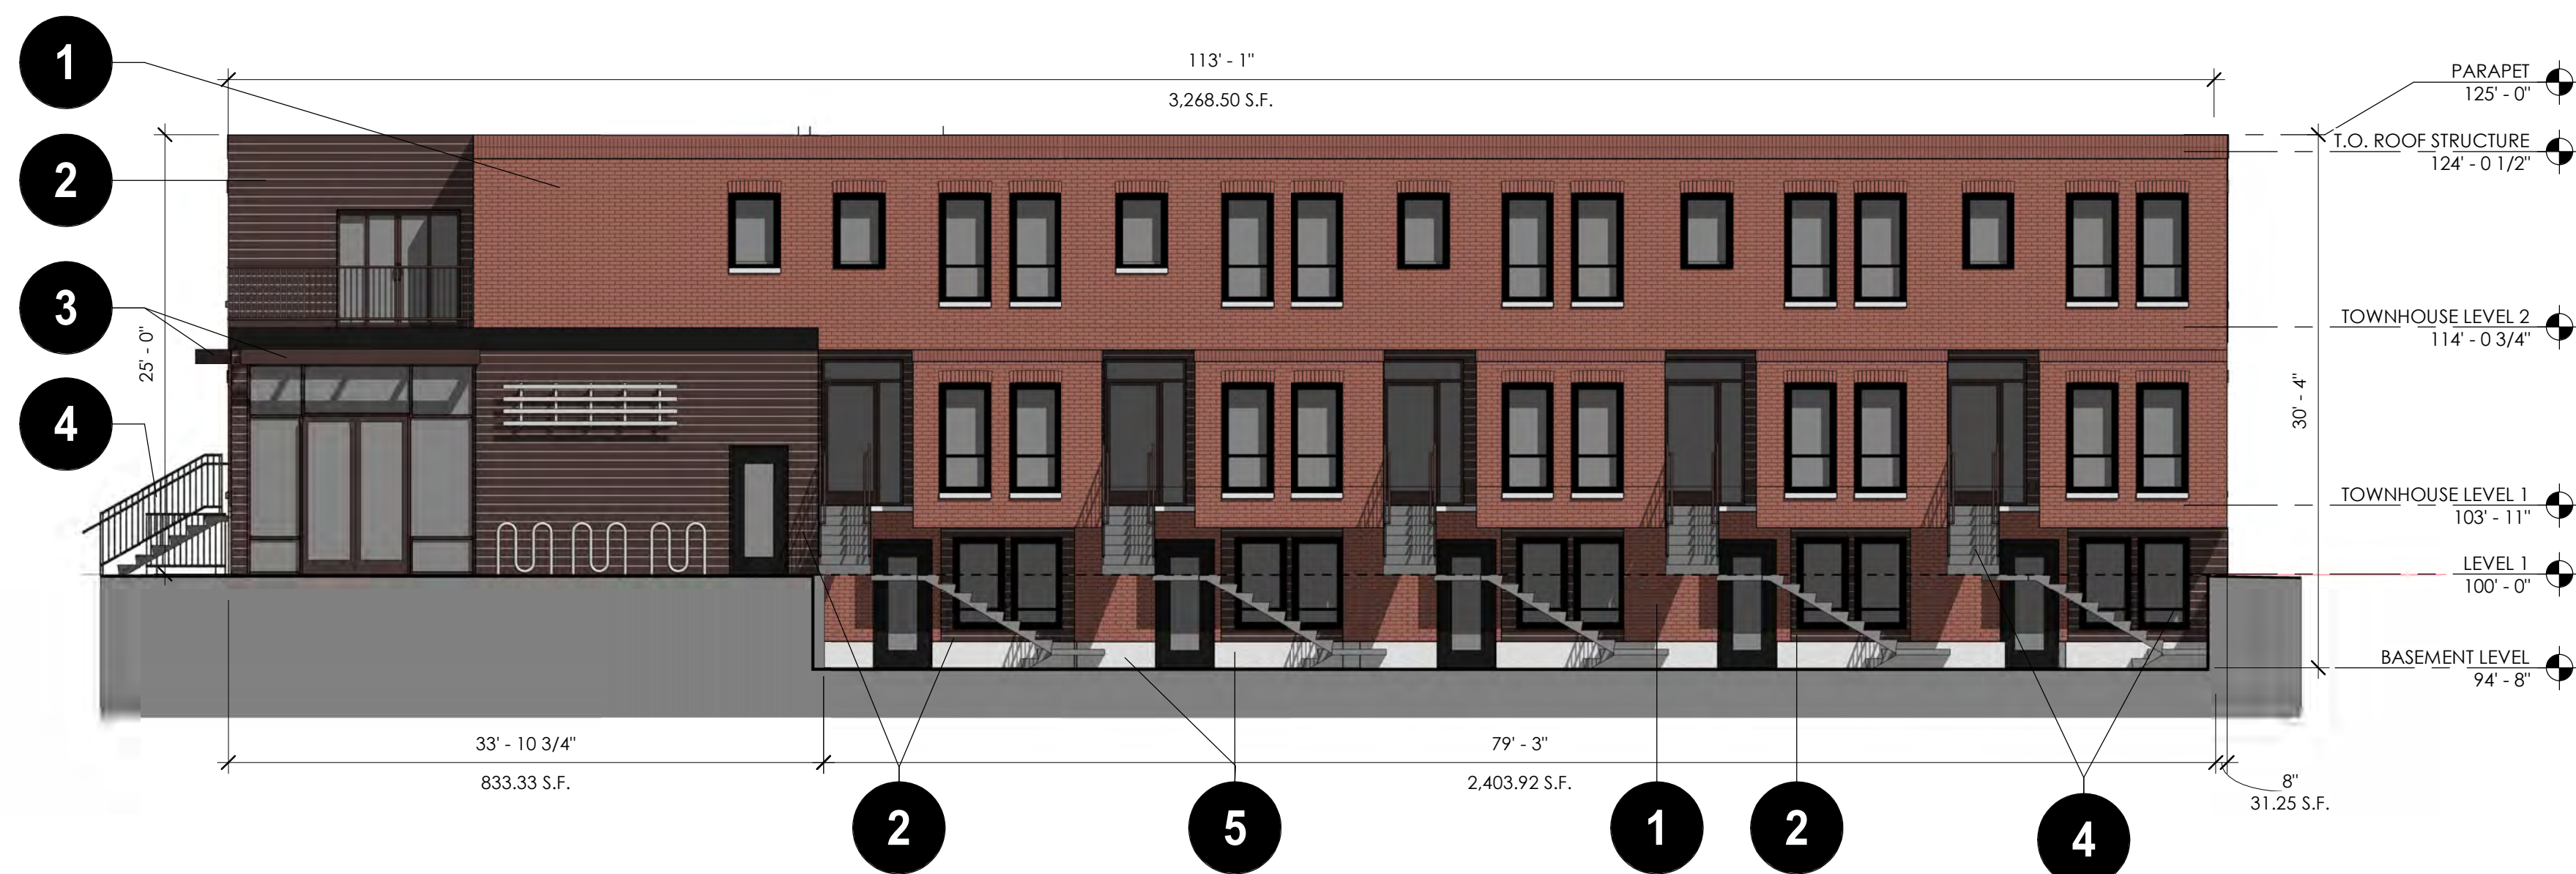 1
113' - 1"
3,268.50 S.F.
PARAPET
125' - 0"
T.O. ROOF STRUCTURE
124' - 0 1/2"
2
3
25' - 0"
TOWNHOUSE LEVEL 2
114' - 0 3/4"
4
30' - 4"
TOWNHOUSE LEVEL 1
103' - 11"
LEVEL 1
100' - 0"
BASEMENT LEVEL
94' - 8"
33' - 10 3/4"
833.33 S.F.
79' - 3"
2,403.92 S.F.
8"
31.25 S.F.
2
5
1
2
4